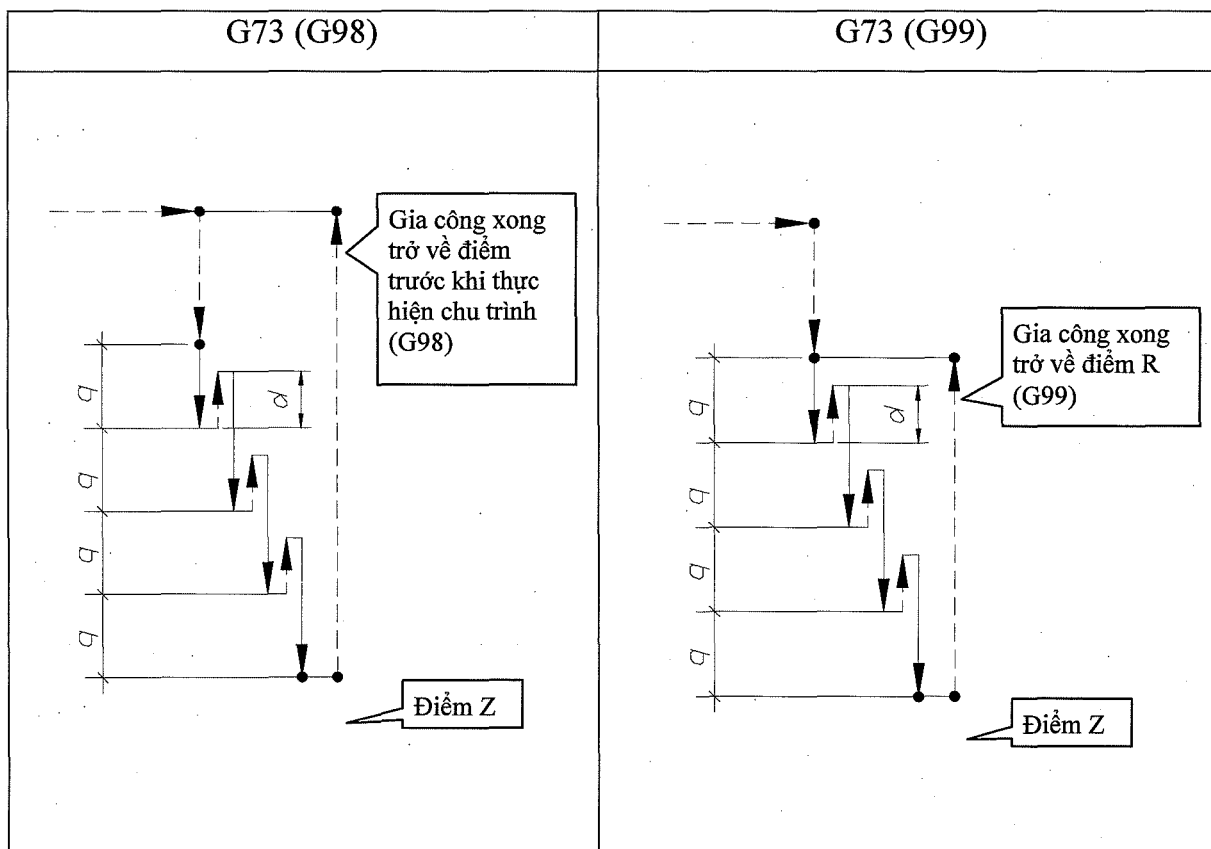 G73 (G98)
G73 (G99)
Gia công xong
trở về điểm
trước khi thực
hiện chu trình
(G98)
q
d
q
q
q
Điểm Z
Gia công xong
trở về điểm R
(G99)
q
d
q
q
q
Điểm Z